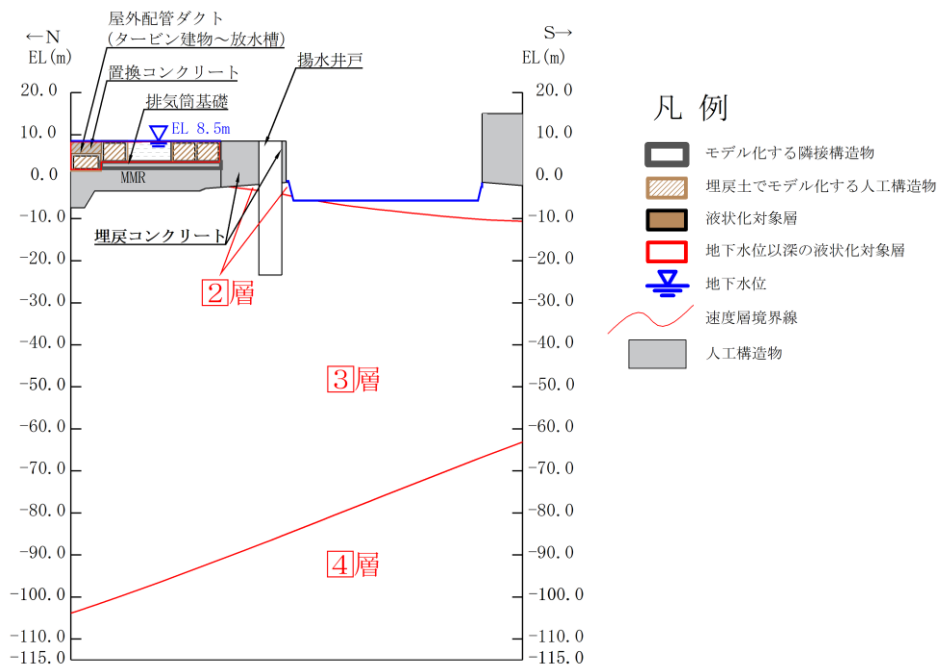 屋外配管ダクト
(タービン建物～放水槽)
←N
EL(m)
S→
EL(m)
置換コンクリート
揚水井戸
排気筒基礎
EL 8.5m
MMR
埋戻コンクリート
②層
③層
④層
20.0
10.0
0.0
-10.0
-20.0
-30.0
-40.0
-50.0
-60.0
-70.0
-80.0
-90.0
-100.0
-110.0
-115.0
20.0
10.0
0.0
-10.0
-20.0
-30.0
-40.0
-50.0
-60.0
-70.0
-80.0
-90.0
-100.0
-110.0
-115.0
凡 例
モデル化する隣接構造物
埋戻土でモデル化する人工構造物
液状化対象層
地下水位以深の液状化対象層
地下水位
速度層境界線
人工構造物